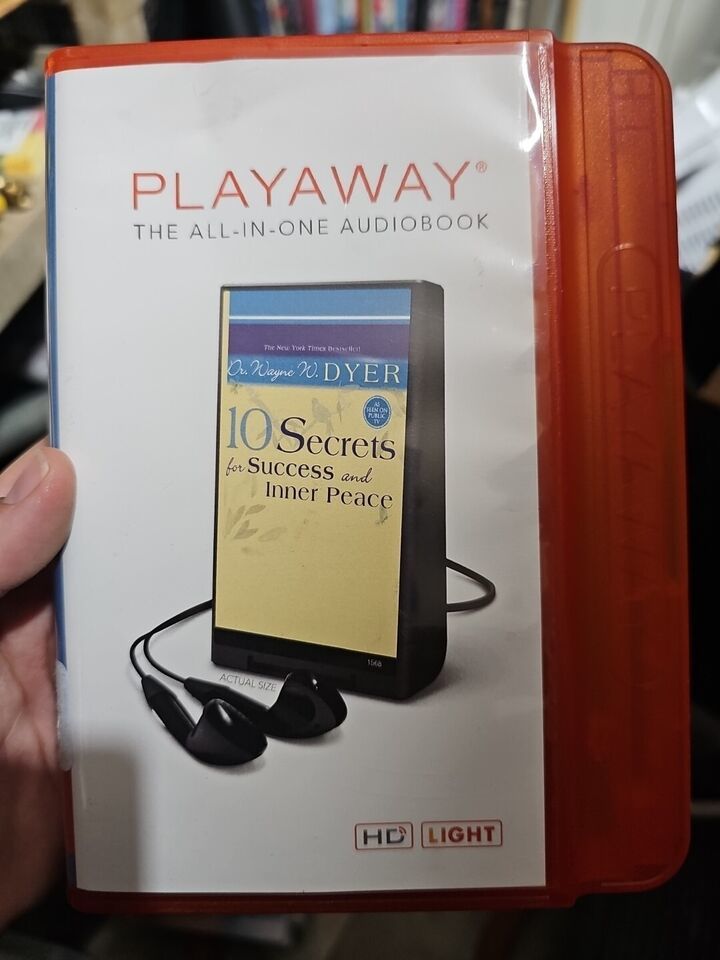 PLAYAWAY®
THE ALL-IN-ONE AUDIOBOOK
The New York Times Bestseller!
Dr. Wayne W. DYER
AS
SEEN ON
PUBLIC
TV
10 Secrets
for Success and
Inner Peace
1568
ACTUAL SIZE
HD
LIGHT
PLAYAWAY